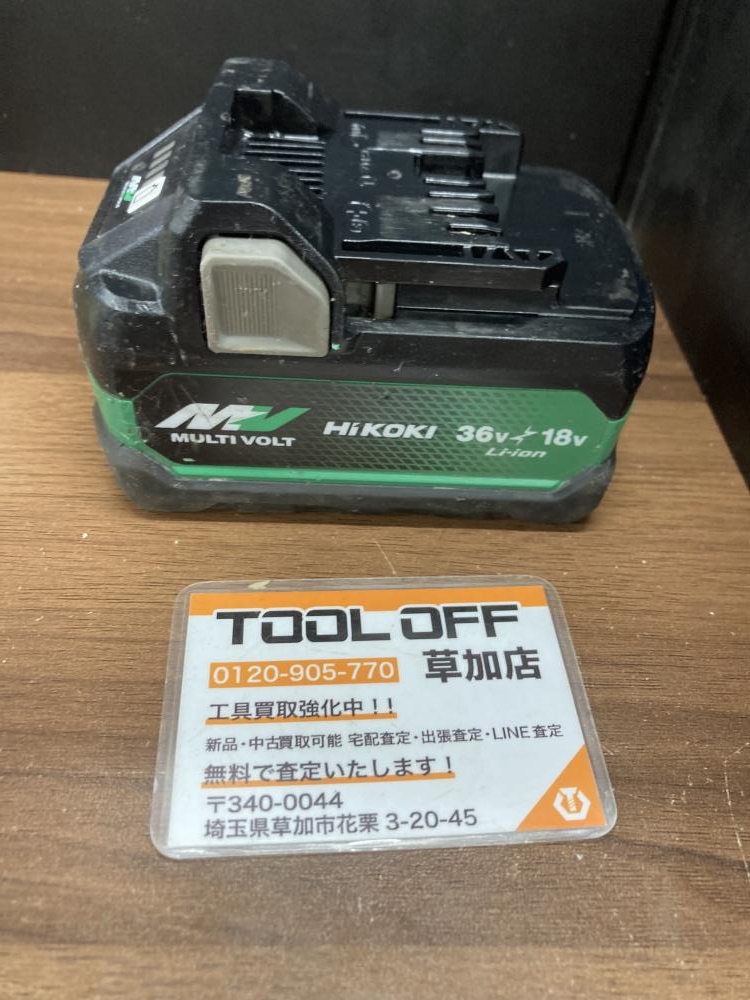 MV
MULTI VOLT
HiKOKI
36V⚡18V
Li-ion
TOOL OFF
0120-905-770 草加店
工具買取強化中！！
新品・中古買取可能 宅配査定・出張査定・LINE査定
無料で査定いたします！
〒340-0044
埼玉県草加市花栗 3-20-45